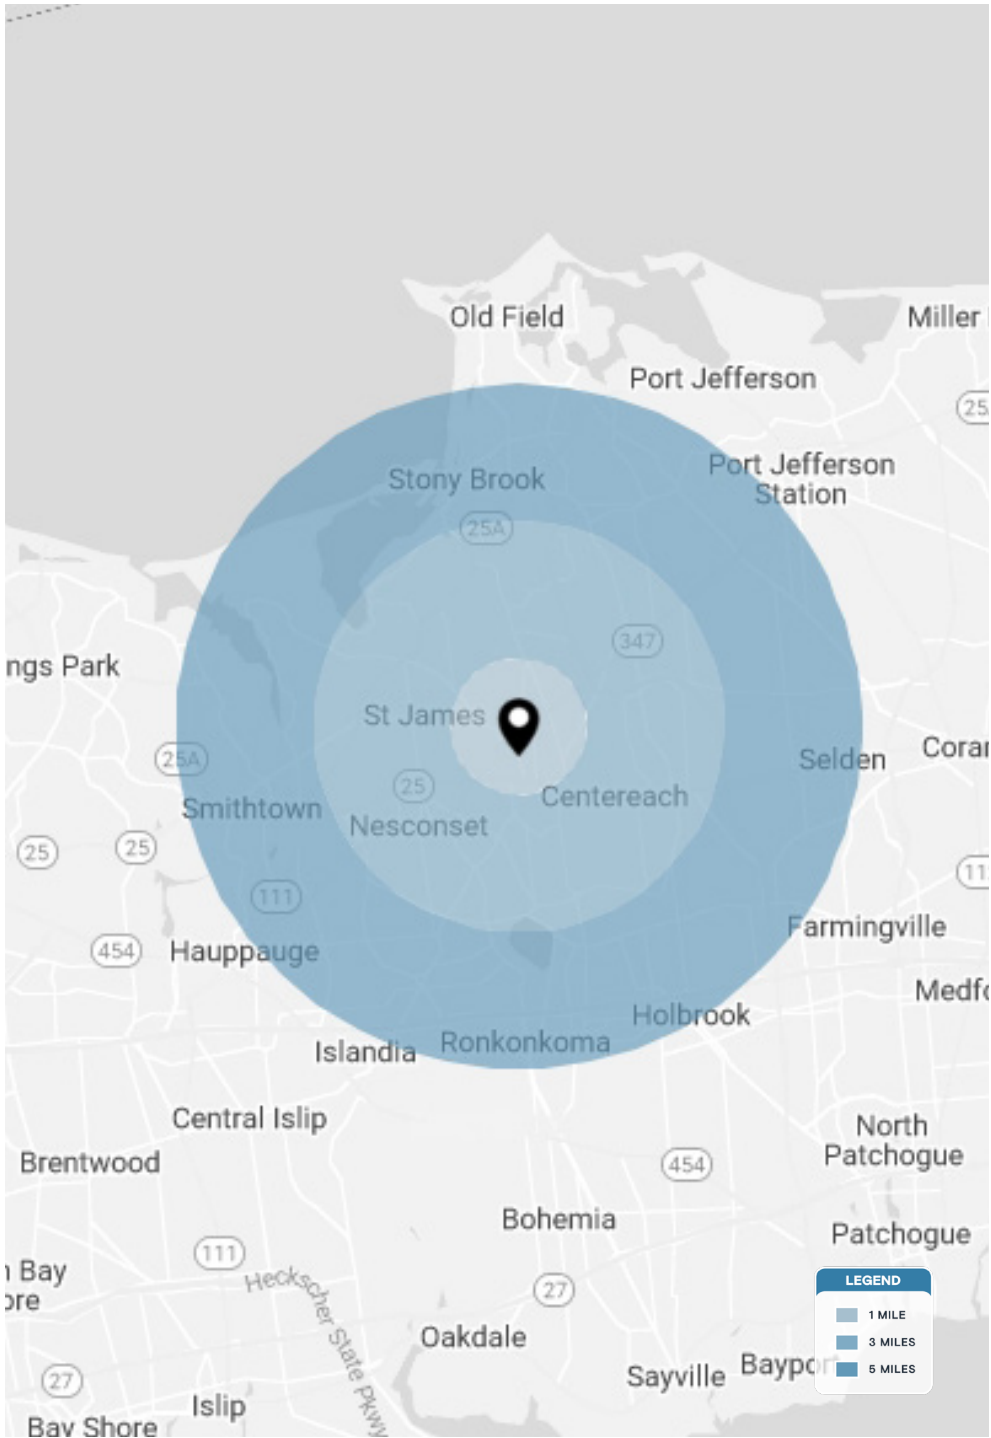 Old Field
Miller
Port Jefferson
25
Port Jefferson
Station
Stony Brook
25A
347
ngs Park
St James
25A
Selden
Coram
25
Centereach
Smithtown
Nesconset
25
25
111
11
Farmingville
454
Hauppauge
Medfo
Holbrook
Ronkonkoma
Islandia
Central Islip
North
Patchogue
Brentwood
454
Bohemia
Patchogue
111
Heckscher State Pkwy
Bay
ore
27
LEGEND
1 MILE
3 MILES
5 MILES
Oakdale
Bayport
Sayville
27
Islip
Bay Shore